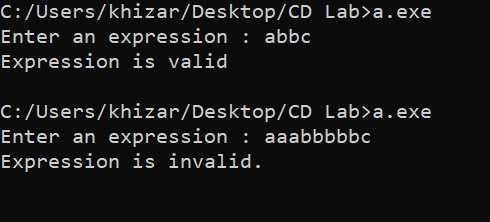 C:/Users/khizar/Desktop/CD Lab>a.exe
Enter an expression : abbc
Expression is valid
C:/Users/khizar/Desktop/CD Lab>a.exe
Enter an expression : aaabbbbbc
Expression is invalid.